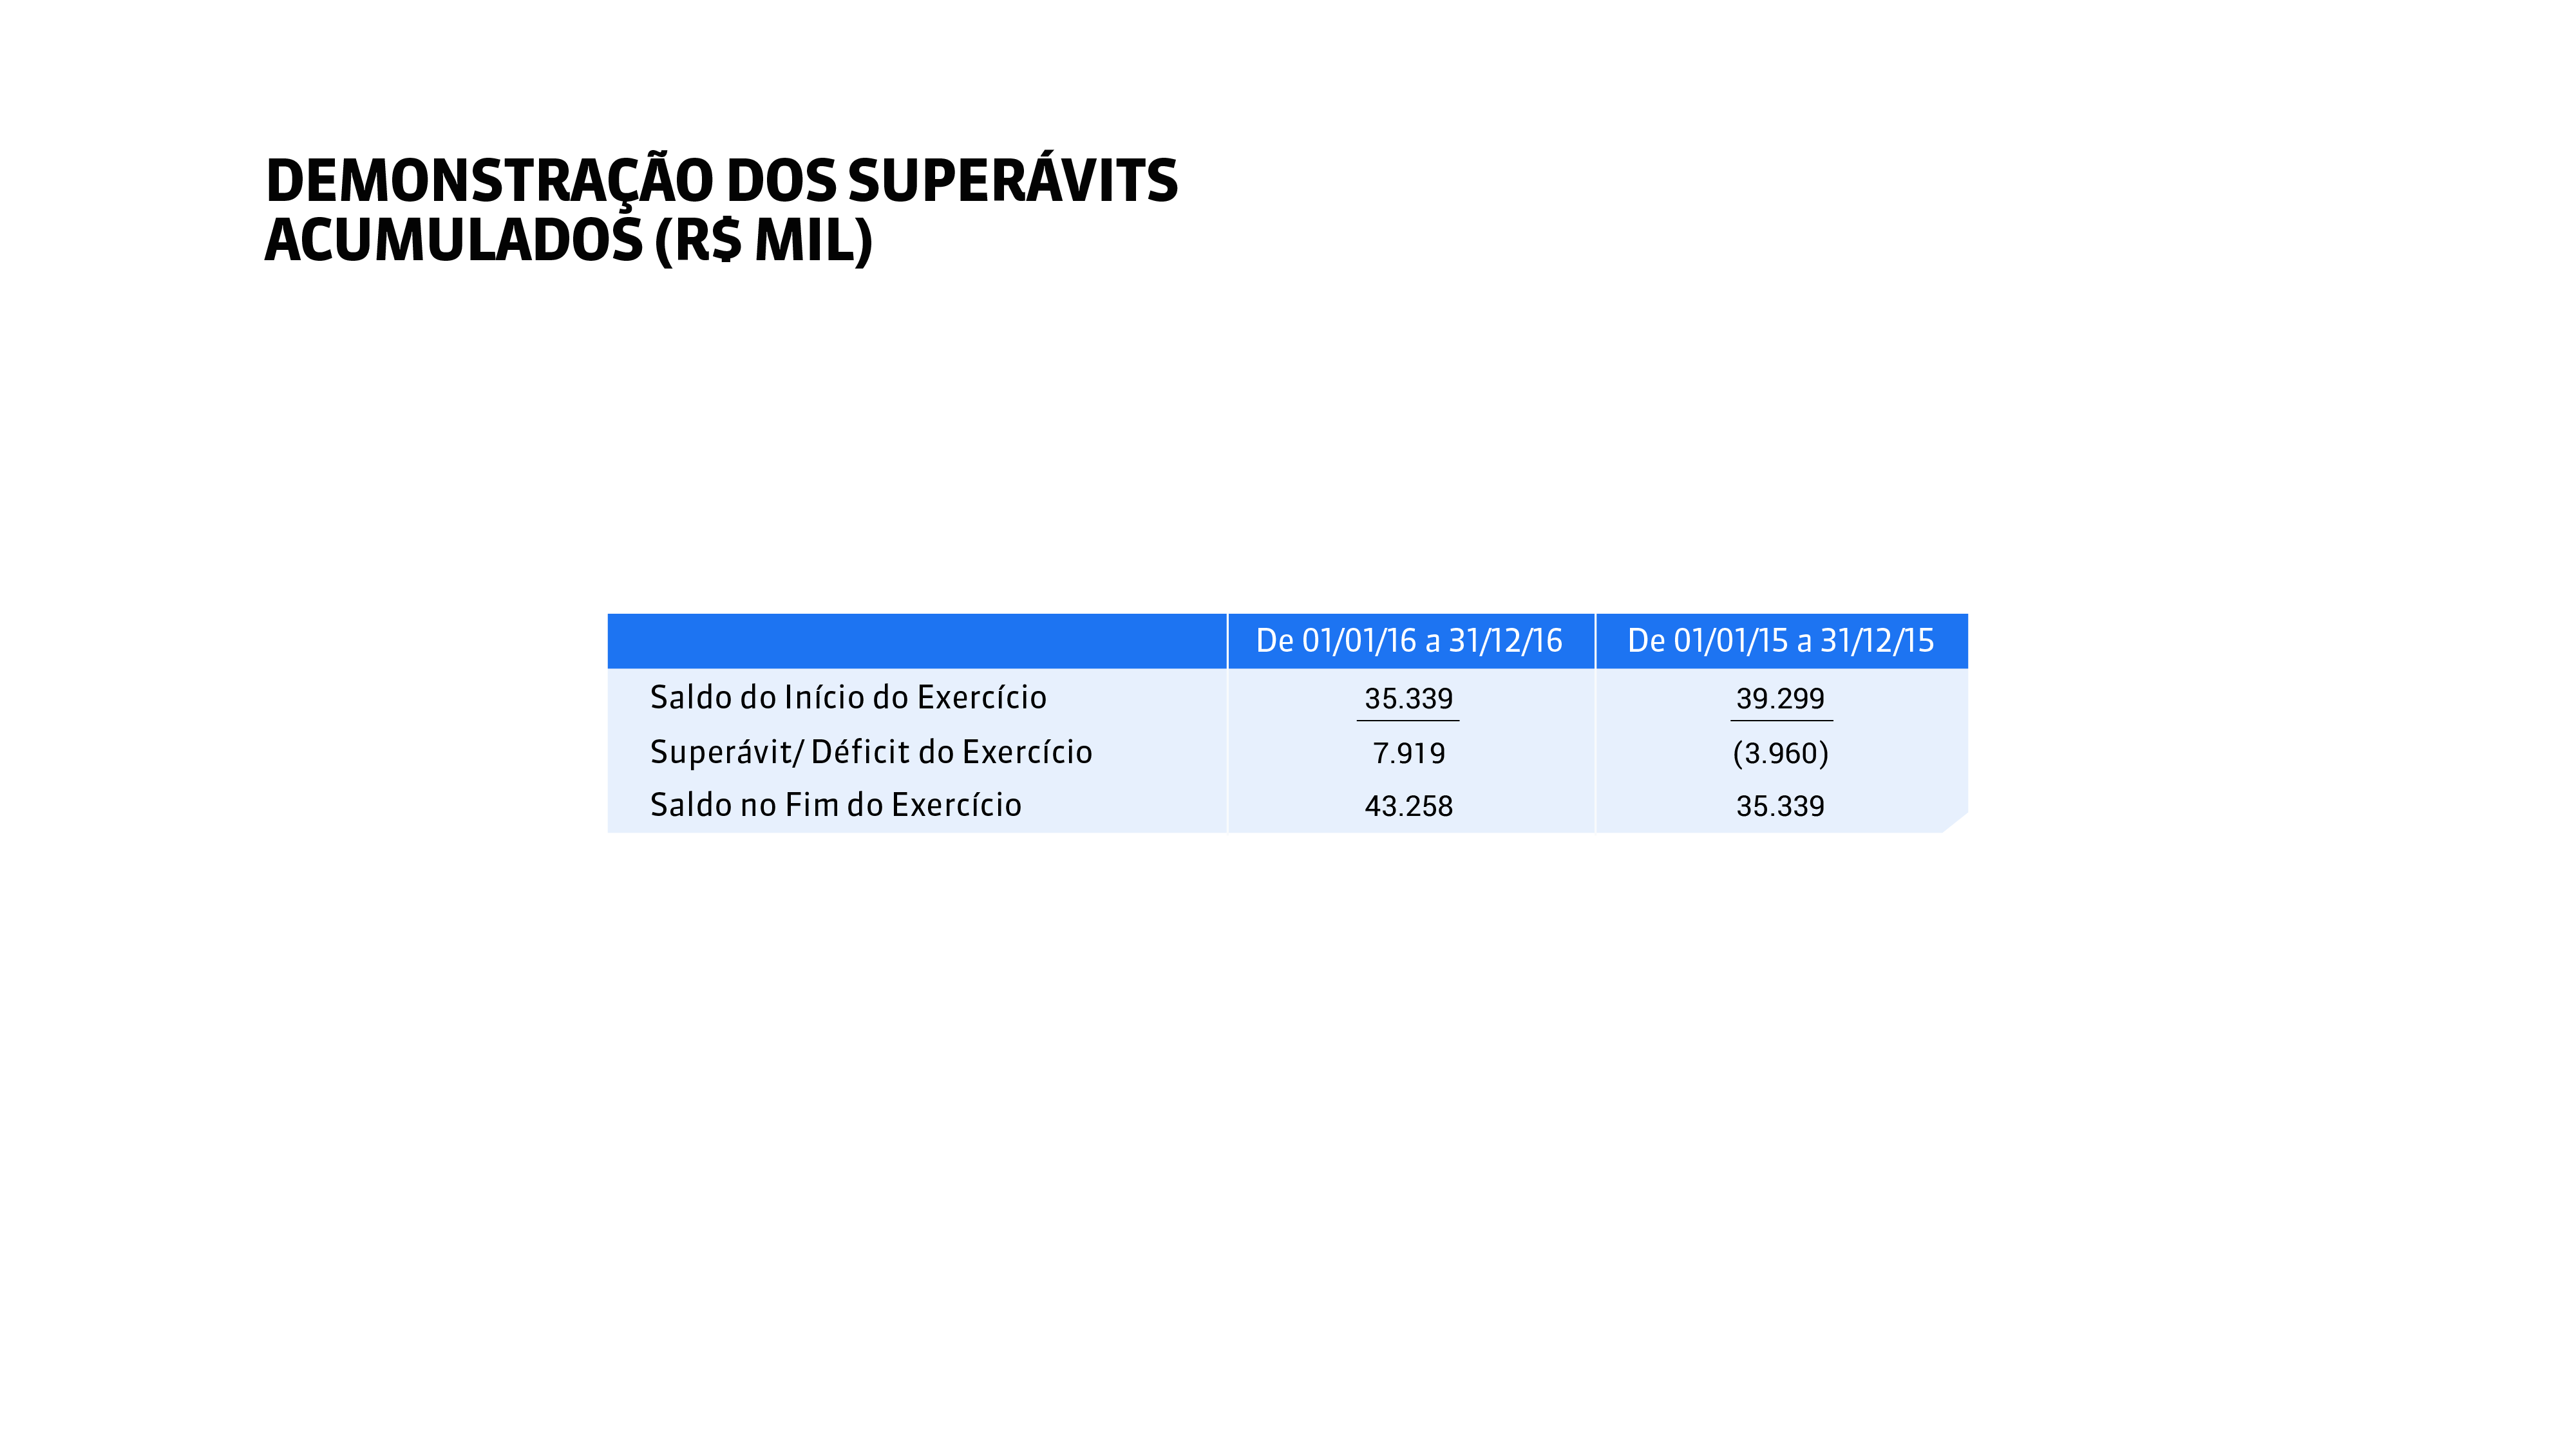 DEMONSTRAÇÃO DOS SUPERÁVITS
ACUMULADOS (R$ MIL)
De 01/01/16 a 31/12/16 De 01/01/15 a 31/12/15
Saldo do Início do Exercício 35.339 39.299
Superávit/ Déficit do Exercício 7.919 (3.960)
Saldo no Fim do Exercício 43.258 35.339